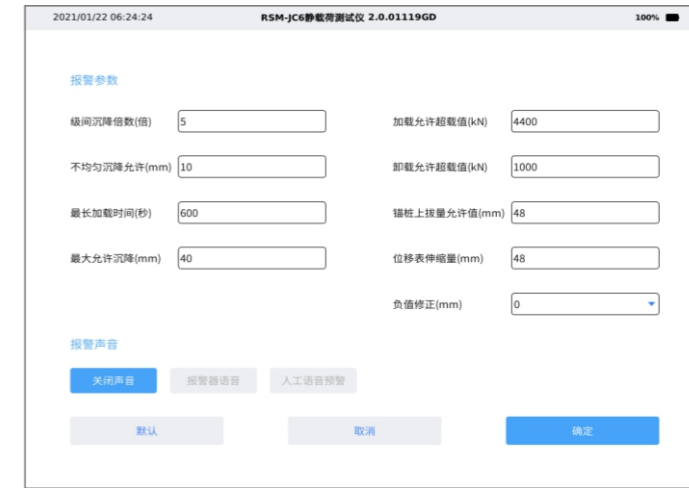 2021/01/22 06:24:24 RSM-JC6静载荷测试仪 2.0.01119GD 100%
报警参数
级间沉降倍数(倍) 5 加载允许超载值(kN) 4400
不均匀沉降允许(mm) 10 卸载允许超载值(kN) 1000
最长加载时间(秒) 600 锚桩上拔量允许值(mm) 48
最大允许沉降(mm) 40 位移表伸缩量(mm) 48
负值修正(mm) 0
报警声音
关闭声音 报警器语音 人工语音预警
默认 取消 确定